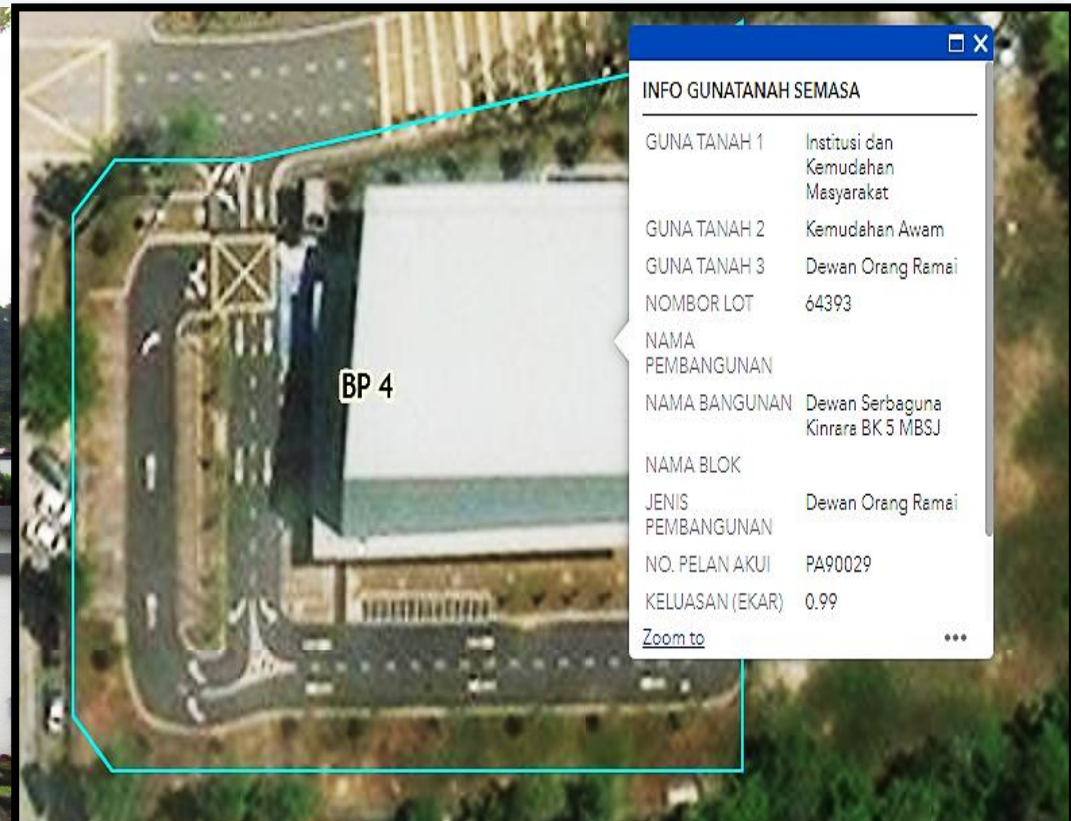 INFO GUNATANAH SEMASA
GUNA TANAH 1 Institusi dan
Kemudahan
Masyarakat
GUNA TANAH 2 Kemudahan Awam
GUNA TANAH 3 Dewan Orang Ramai
NOMBOR LOT 64393
NAMA
PEMBANGUNAN
NAMA BANGUNAN Dewan Serbaguna
Kinrara BK 5 MBSJ
NAMA BLOK
JENIS Dewan Orang Ramai
PEMBANGUNAN
NO. PELAN AKUI PA90029
KELUASAN (EKAR) 0.99
Zoom to
BP 4